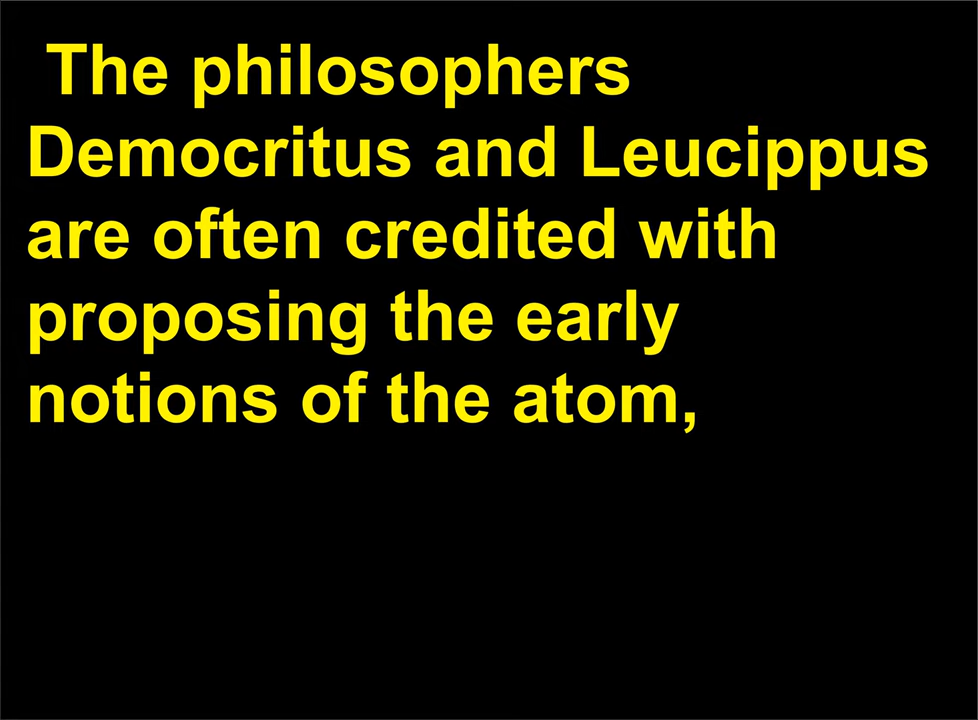 The philosophers
Democritus and Leucippus
are often credited with
proposing the early
notions of the atom,